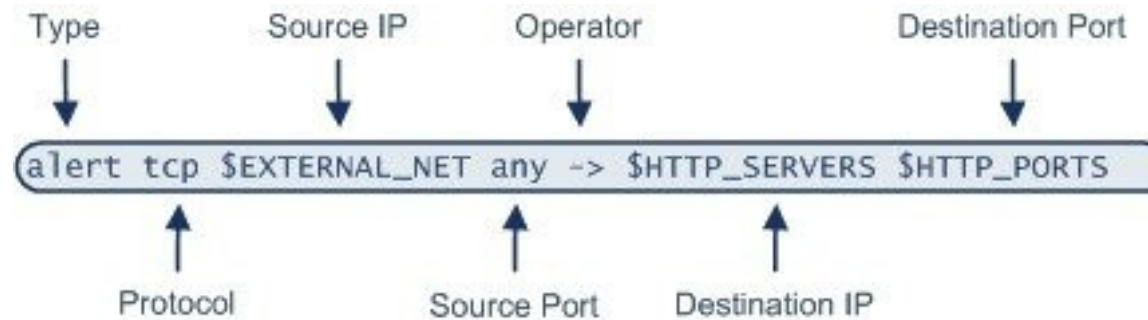 Type Source IP Operator Destination Port
alert tcp $EXTERNAL_NET any -> $HTTP_SERVERS $HTTP_PORTS
Protocol Source Port Destination IP